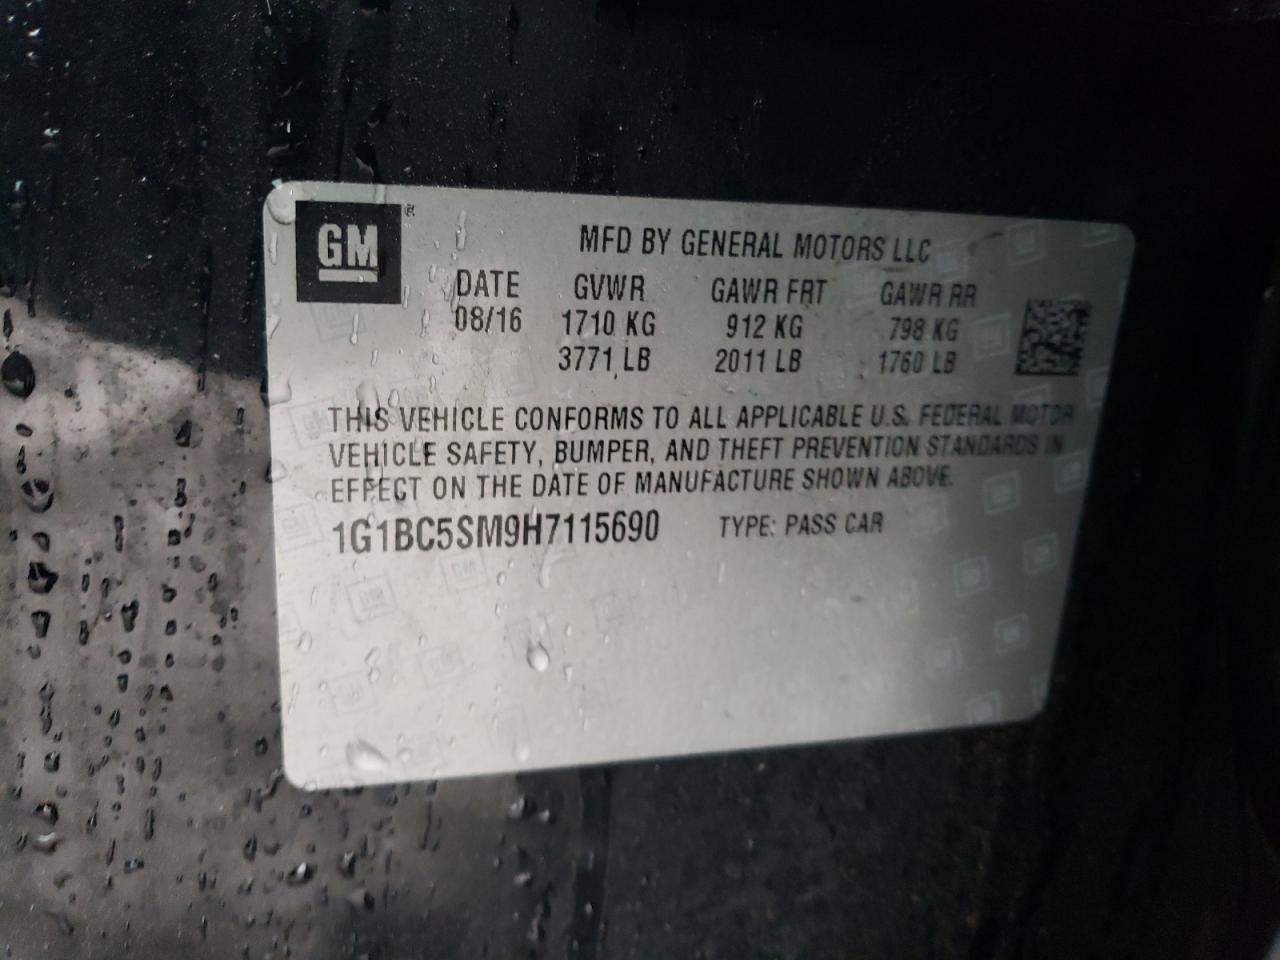 GM
MFD BY GENERAL MOTORS LLC
DATE GVWR GAWR FRT GAWR RR
08/16 1710 KG 912 KG 798 KG
3771 LB 2011 LB 1760 LB
THIS VEHICLE CONFORMS TO ALL APPLICABLE U.S. FEDERAL MOTOR
VEHICLE SAFETY, BUMPER, AND THEFT PREVENTION STANDARDS IN
EFFECT ON THE DATE OF MANUFACTURE SHOWN ABOVE.
1G1BC5SM9H7115690 TYPE: PASS CAR